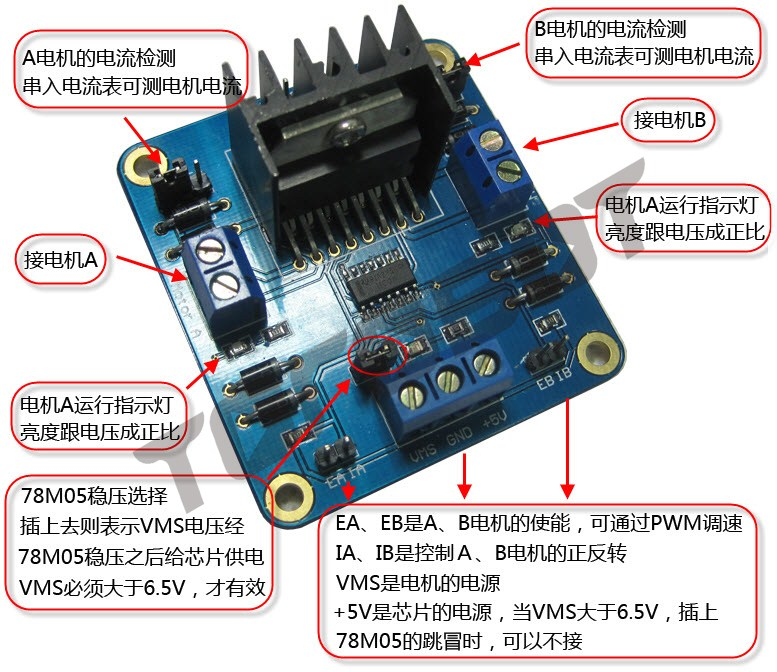 A电机的电流检测
串入电流表可测电机电流
B电机的电流检测
串入电流表可测电机电流
接电机B
电机A运行指示灯
亮度跟电压成正比
接电机A
Motor A
电机A运行指示灯
亮度跟电压成正比
EB IB
VMS GND +5V
EA IA
78M05稳压选择
插上去则表示VMS电压经
78M05稳压之后给芯片供电
VMS必须大于6.5V，才有效
EA、EB是A、B电机的使能，可通过PWM调速
IA、IB是控制A、B电机的正反转
VMS是电机的电源
+5V是芯片的电源，当VMS大于6.5V，插上
78M05的跳冒时，可以不接